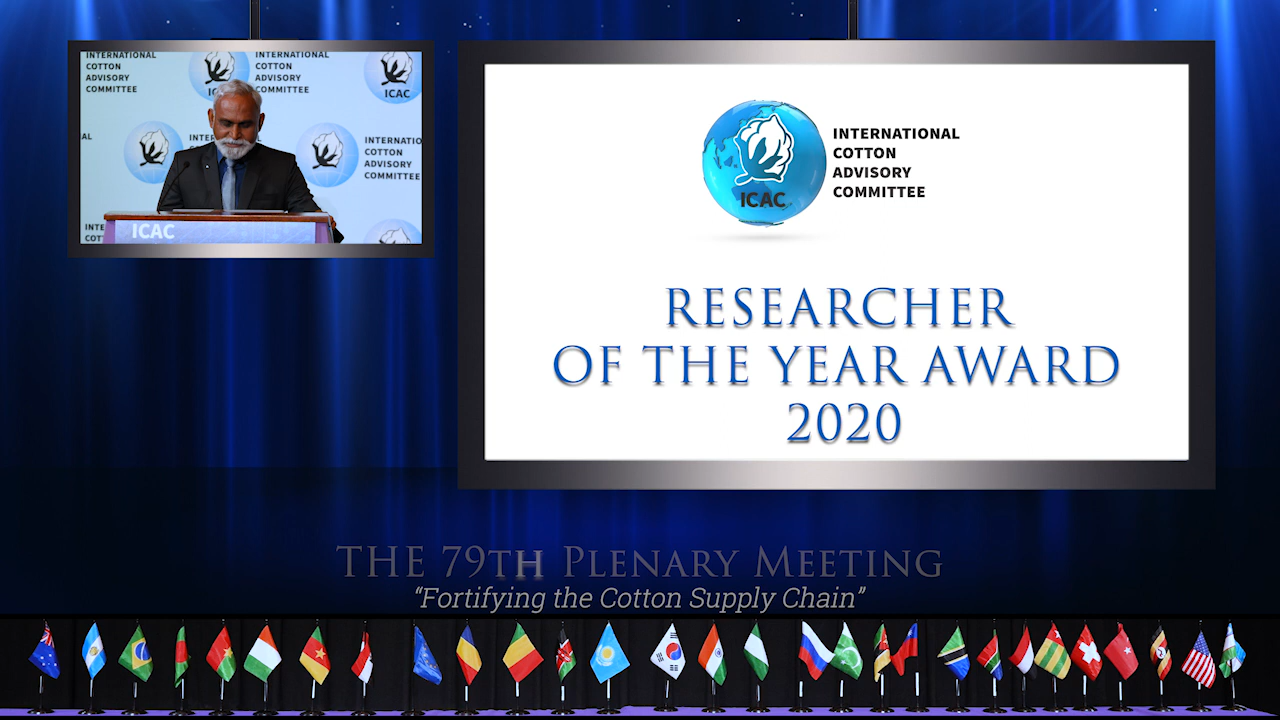 INTERNATIONAL
COTTON
ADVISORY
COMMITTEE
INTERNATIONAL
COTTON
ADVISORY
COMMITTEE
ICAC
INTERNATIONAL
COTTON
ADVISORY
COMMITTEE
ICAC
INTERNATIONAL
COTTON
ADVISORY
COMMITTEE
ICAC
RESEARCHER
OF THE YEAR AWARD
2020
THE 79TH PLENARY MEETING
“Fortifying the Cotton Supply Chain”